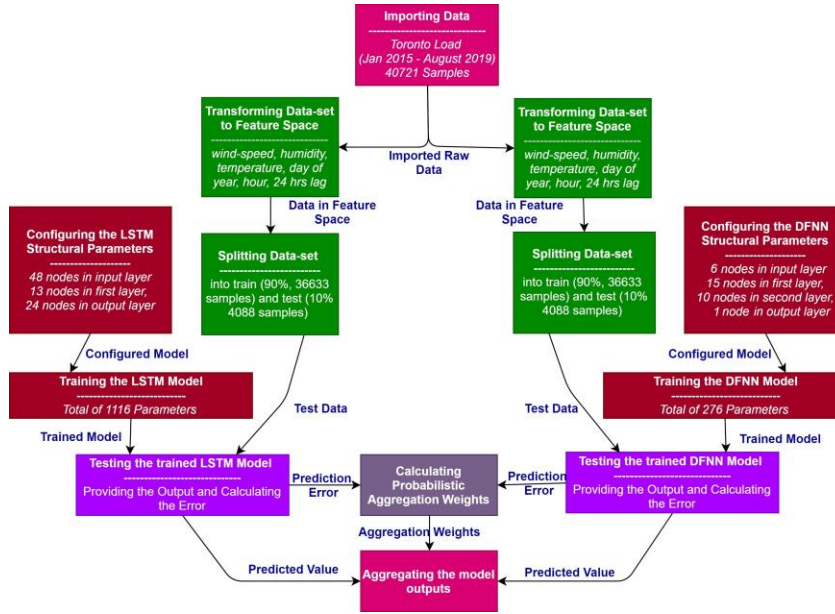 Importing Data
Toronto Load
(Jan 2015 - August 2019)
40721 Samples
Transforming Data-set
to Feature Space
wind-speed, humidity,
temperature, day of
year, hour, 24 hrs lag
Imported Raw
Data
Transforming Data-set
to Feature Space
wind-speed, humidity,
temperature, day of
year, hour, 24 hrs lag
Data in Feature
Space
Data in Feature
Space
Configuring the LSTM
Structural Parameters
48 nodes in input layer
13 nodes in first layer,
24 nodes in output layer
Splitting Data-set
into train (90%, 36633
samples) and test (10%
4088 samples)
Splitting Data-set
into train (90%, 36633
samples) and test (10%
4088 samples)
Configuring the DFNN
Structural Parameters
6 nodes in input layer
15 nodes in first layer,
10 nodes in second layer,
1 node in output layer
Configured Model
Configured Model
Training the LSTM Model
Total of 1116 Parameters
Training the DFNN Model
Total of 276 Parameters
Test Data
Test Data
Trained Model
Trained Model
Testing the trained LSTM Model
Providing the Output and Calculating
the Error
Prediction
Error
Calculating
Probabilistic
Aggregation Weights
Prediction
Error
Testing the trained DFNN Model
Providing the Output and Calculating
the Error
Aggregation Weights
Predicted Value
Aggregating the model
outputs
Predicted Value